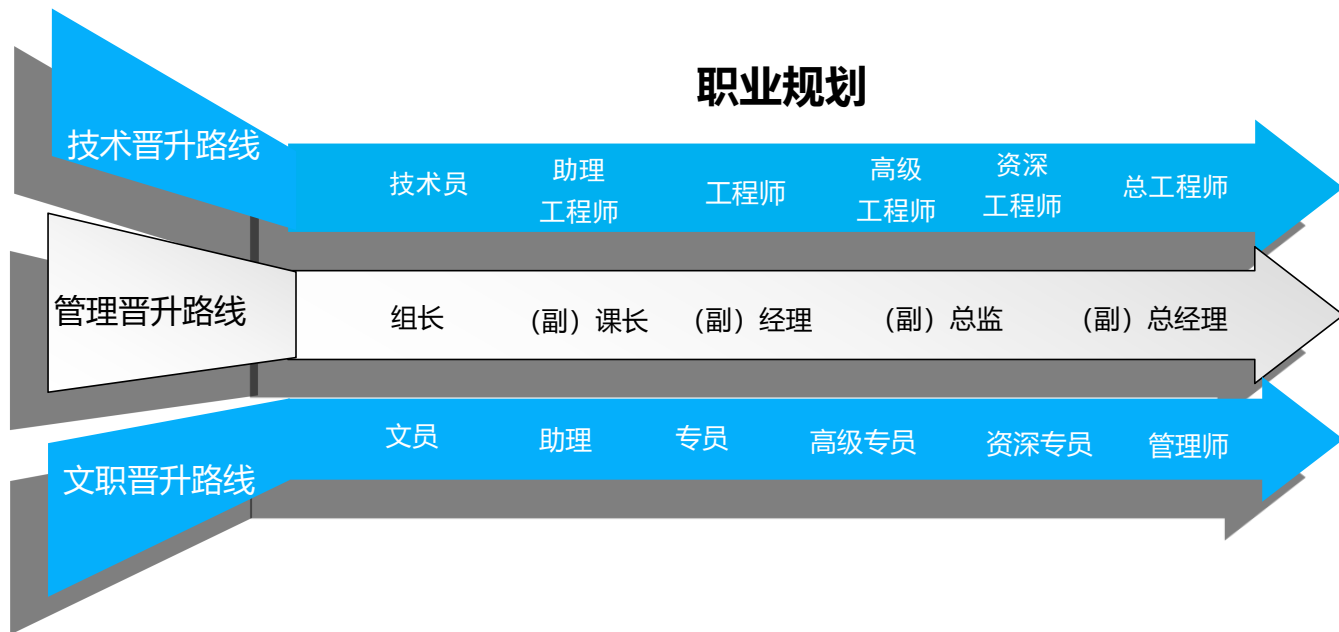 职业规划
技术晋升路线
技术员
助理
工程师
工程师
高级
工程师
资深
工程师
总工程师
管理晋升路线
组长
（副）课长
（副）经理
（副）总监
（副）总经理
文职晋升路线
文员
助理
专员
高级专员
资深专员
管理师